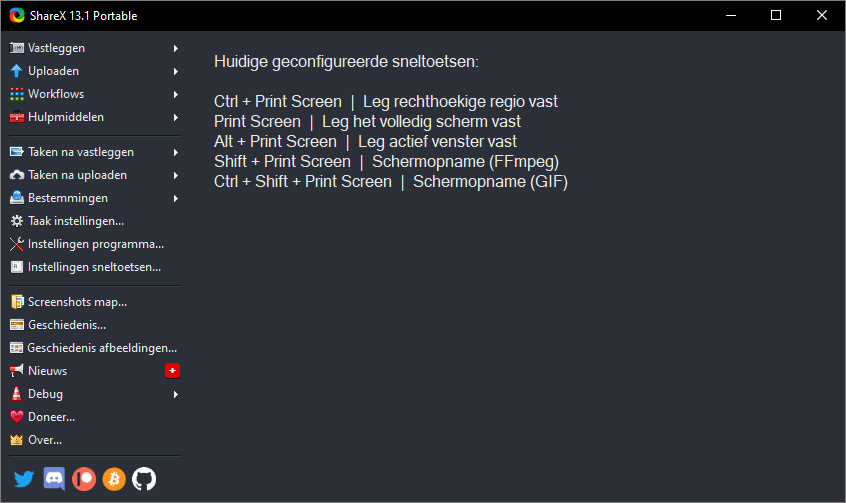 ShareX 13.1 Portable
Vastleggen
Uploaden
Workflows
Hulpmiddelen
Taken na vastleggen
Taken na uploaden
Bestemmingen
Taak instellingen...
Instellingen programma...
Instellingen sneltoetsen...
Screenshots map...
Geschiedenis...
Geschiedenis afbeeldingen...
Nieuws
Debug
Doneer...
Over...
Huidige geconfigureerde sneltoetsen:
Ctrl + Print Screen | Leg rechthoekige regio vast
Print Screen | Leg het volledig scherm vast
Alt + Print Screen | Leg actief venster vast
Shift + Print Screen | Schermopname (FFmpeg)
Ctrl + Shift + Print Screen | Schermopname (GIF)